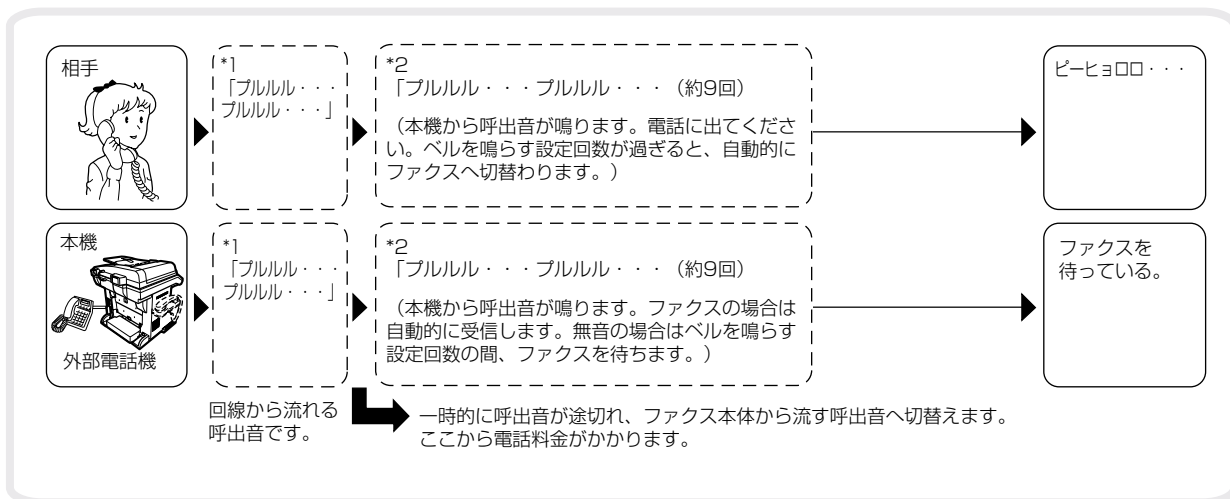 相手
*1
「プルルル・・・
プルルル・・・」
*2
「プルルル・・・プルルル・・・（約9回）
（本機から呼出音が鳴ります。電話に出てくださ
い。ベルを鳴らす設定回数が過ぎると、自動的に
ファクスへ切替わります。）
ピーヒョロロ・・・
本機
外部電話機
*1
「プルルル・・・
プルルル・・・」
*2
「プルルル・・・プルルル・・・（約9回）
（本機から呼出音が鳴ります。ファクスの場合は
自動的に受信します。無音の場合はベルを鳴らす
設定回数の間、ファクスを待ちます。）
ファクスを
待っている。
回線から流れる
呼出音です。
一時的に呼出音が途切れ、ファクス本体から流す呼出音へ切替えます。
ここから電話料金がかかります。